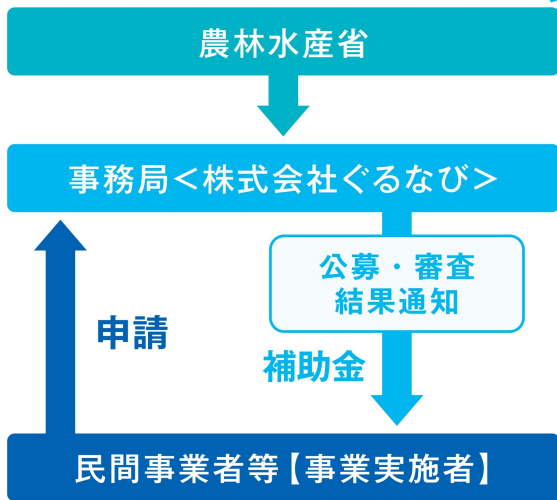 農林水産省
事務局<株式会社ぐるなび>
公募・審査
結果通知
申請
補助金
民間事業者等【事業実施者】